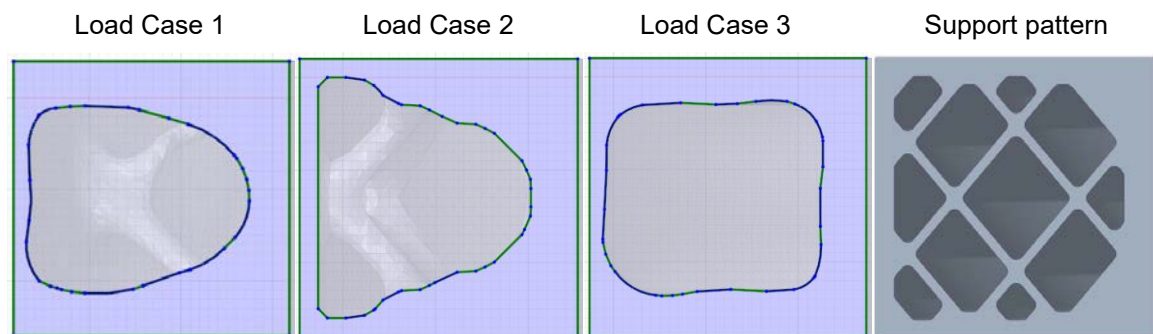 Load Case 1
Load Case 2
Load Case 3
Support pattern